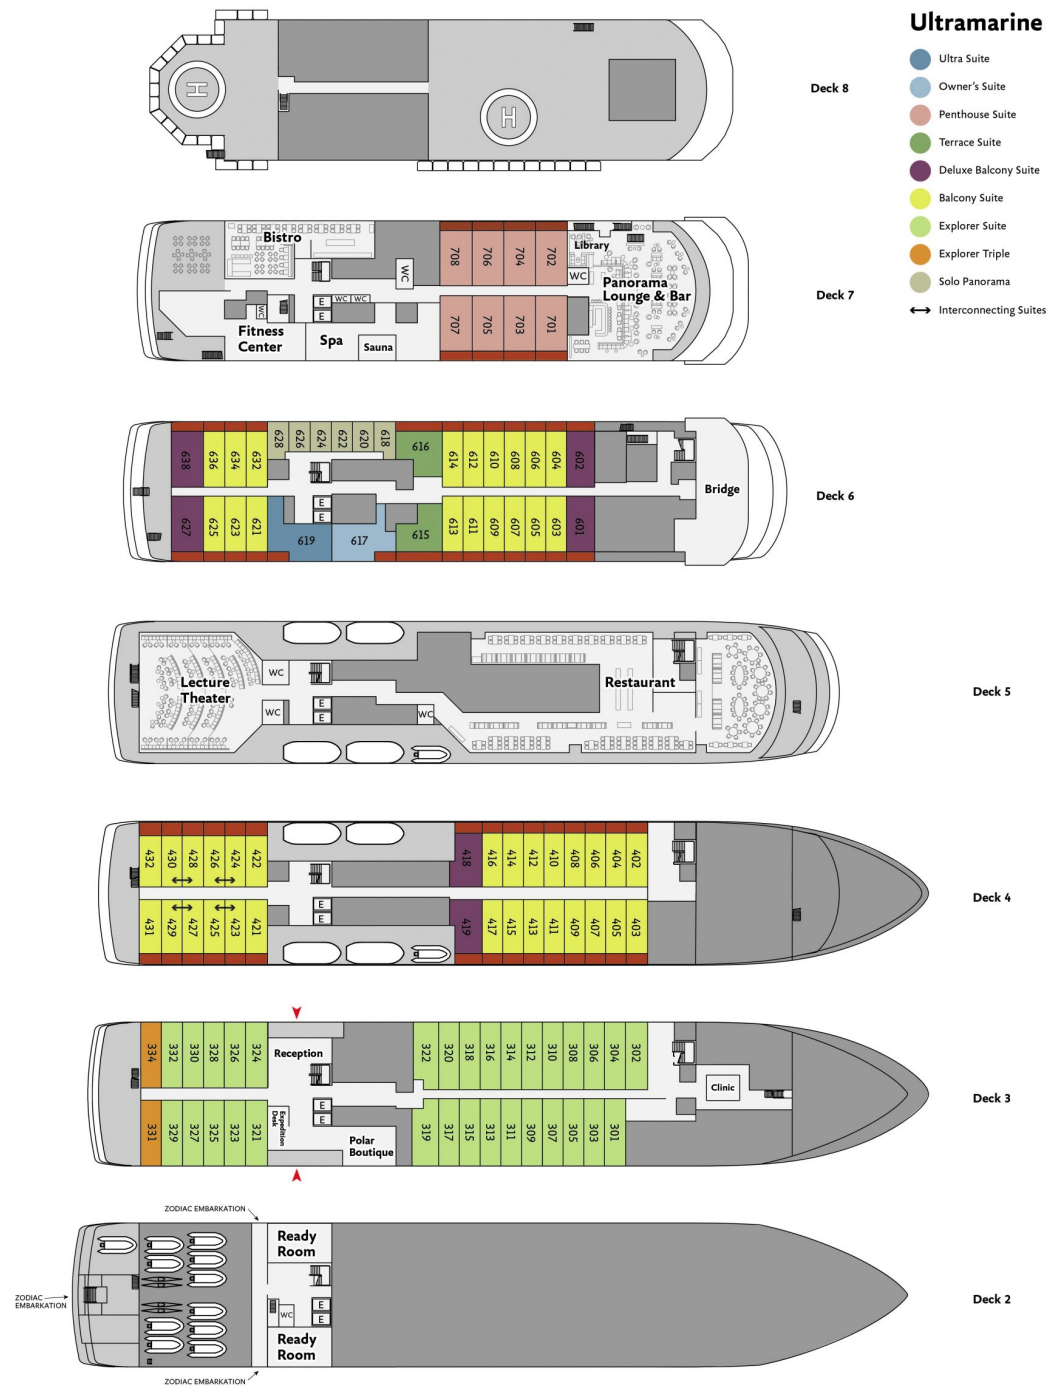 Ultramarine
Ultra Suite
Owner's Suite
Penthouse Suite
Terrace Suite
Deluxe Balcony Suite
Balcony Suite
Explorer Suite
Explorer Triple
Solo Panorama
Interconnecting Suites
H
H
Deck 8
Bistro
WC
708
706
704
702
Library
WC
Panorama
Lounge & Bar
E
WC
WC
E
WC
Fitness
Center
Spa
Sauna
707
705
703
701
Deck 7
638
636
634
632
628
626
624
622
620
618
616
614
612
610
608
606
604
602
E
E
Bridge
627
625
623
621
619
617
615
613
611
609
607
605
603
601
Deck 6
Lecture
Theater
WC
WC
E
E
WC
Restaurant
Deck 5
432
430
428
426
424
422
418
416
414
412
410
408
406
404
402
E
E
431
429
427
425
423
421
419
417
415
413
411
409
407
405
403
Deck 4
334
332
330
328
326
324
Reception
322
320
318
316
314
312
310
308
306
304
302
Clinic
E
E
331
329
327
325
323
321
Expedition
Desk
Polar
Boutique
319
317
315
313
311
309
307
305
303
301
Deck 3
ZODIAC EMBARKATION
Ready
Room
ZODIAC
EMBARKATION
WC
E
E
Ready
Room
ZODIAC EMBARKATION
Deck 2